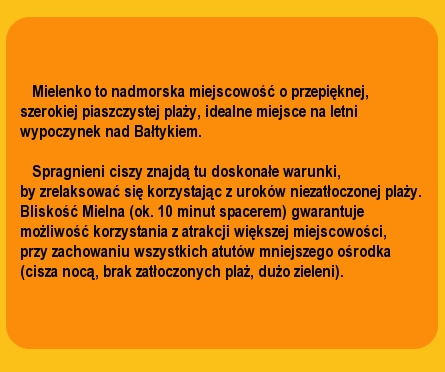 Mielenko to nadmorska miejscowość o przepięknej,
szerokiej piaszczystej plaży, idealne miejsce na letni
wypoczynek nad Bałtykiem.
Spragnieni ciszy znajdą tu doskonałe warunki,
by zrelaksować się korzystając z uroków niezatłoczonej plaży.
Bliskość Mielna (ok. 10 minut spacerem) gwarantuje
możliwość korzystania z atrakcji większej miejscowości,
przy zachowaniu wszystkich atutów mniejszego ośrodka
(cisza nocą, brak zatłoczonych plaż, dużo zieleni).